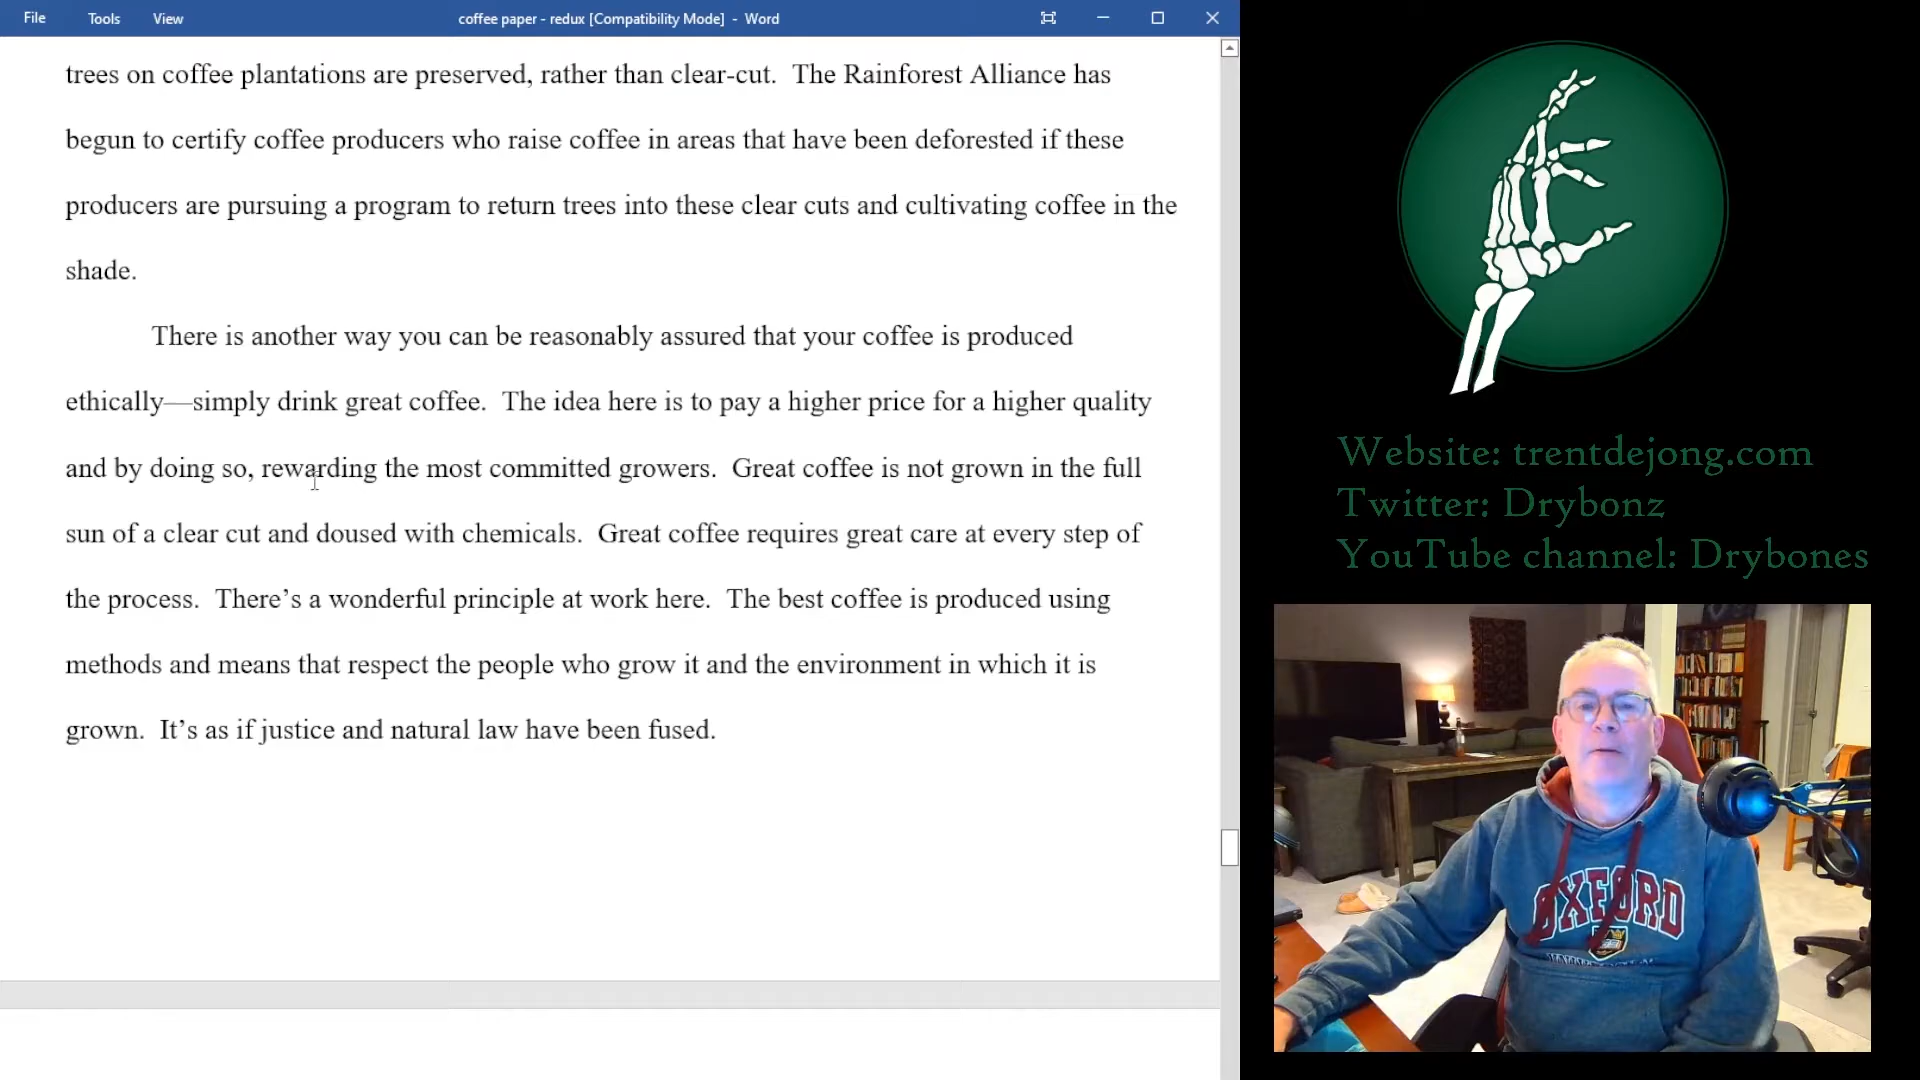 File Tools View coffee paper - redux [Compatibility Mode] - Word
trees on coffee plantations are preserved, rather than clear-cut.  The Rainforest Alliance has
begun to certify coffee producers who raise coffee in areas that have been deforested if these
producers are pursuing a program to return trees into these clear cuts and cultivating coffee in the
shade.
There is another way you can be reasonably assured that your coffee is produced
ethically—simply drink great coffee.  The idea here is to pay a higher price for a higher quality
and by doing so, rewarding the most committed growers.  Great coffee is not grown in the full
sun of a clear cut and doused with chemicals.  Great coffee requires great care at every step of
the process.  There’s a wonderful principle at work here.  The best coffee is produced using
methods and means that respect the people who grow it and the environment in which it is
grown.  It’s as if justice and natural law have been fused.
Website: trentdejong.com
Twitter: Drybonz
YouTube channel: Drybones
OXFORD